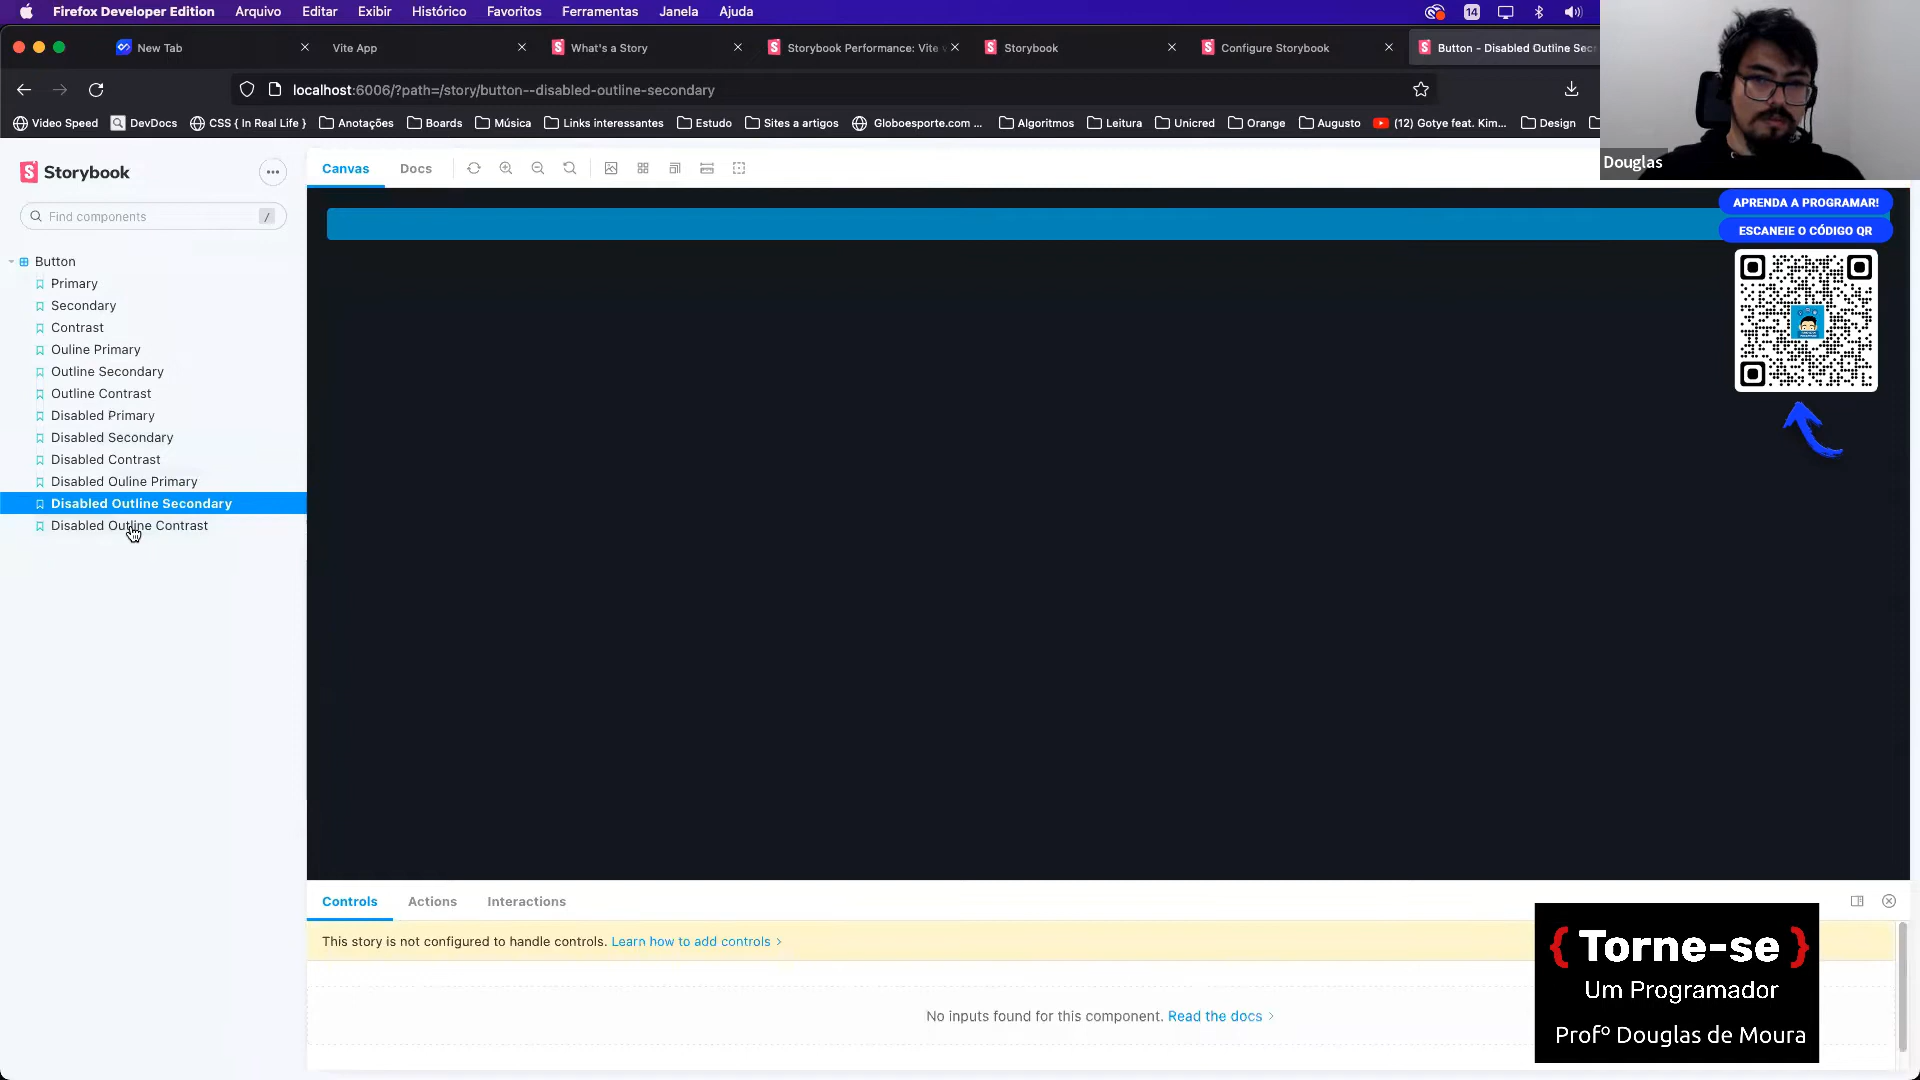 Firefox Developer Edition Arquivo Editar Exibir Histórico Favoritos Ferramentas Janela Ajuda 14
New Tab Vite App What's a Story Storybook Performance: Vite Storybook Configure Storybook Button - Disabled Outline Sec
localhost:6006/?path=/story/button--disabled-outline-secondary
Video Speed DevDocs CSS { In Real Life } Anotações Boards Música Links interessantes Estudo Sites a artigos Globoesporte.com ... Algoritmos Leitura Unicred Orange Augusto (12) Gotye feat. Kim... Design
Douglas
Storybook
Canvas Docs
Find components /
APRENDA A PROGRAMAR!
ESCANEIE O CÓDIGO QR
Button
Primary
Secondary
Contrast
Ouline Primary
Outline Secondary
Outline Contrast
Disabled Primary
Disabled Secondary
Disabled Contrast
Disabled Ouline Primary
Disabled Outline Secondary
Disabled Outline Contrast
Controls Actions Interactions
This story is not configured to handle controls. Learn how to add controls
No inputs found for this component. Read the docs
{ Torne-se }
Um Programador
Profº Douglas de Moura